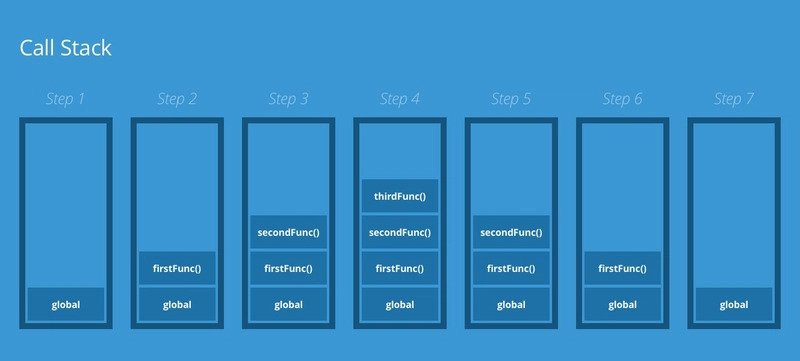 Call Stack
Step 1 Step 2 Step 3 Step 4 Step 5 Step 6 Step 7
thirdFunc()
secondFunc() secondFunc() secondFunc()
firstFunc() firstFunc() firstFunc() firstFunc() firstFunc()
global global global global global global global